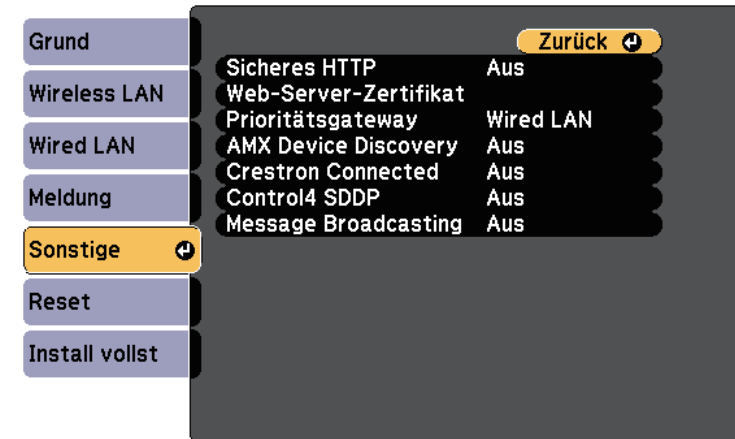 Grund
Wireless LAN
Wired LAN
Meldung
Sonstige
Reset
Install vollst
Zurück
Sicheres HTTP Aus
Web-Server-Zertifikat
Prioritätsgateway Wired LAN
AMX Device Discovery Aus
Crestron Connected Aus
Control4 SDDP Aus
Message Broadcasting Aus